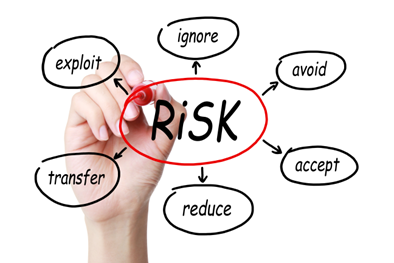 ignore
exploit
avoid
RiSK
transfer
accept
reduce